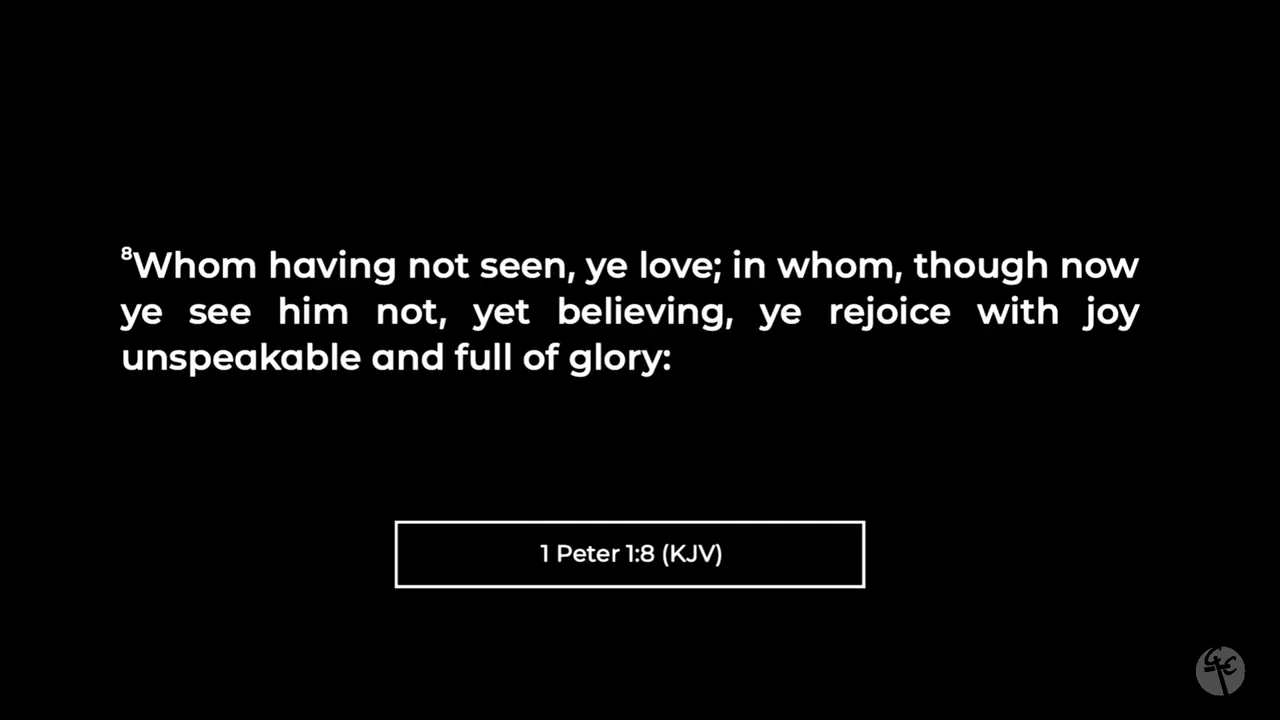 ⁸Whom having not seen, ye love; in whom, though now
ye see him not, yet believing, ye rejoice with joy
unspeakable and full of glory:
1 Peter 1:8 (KJV)